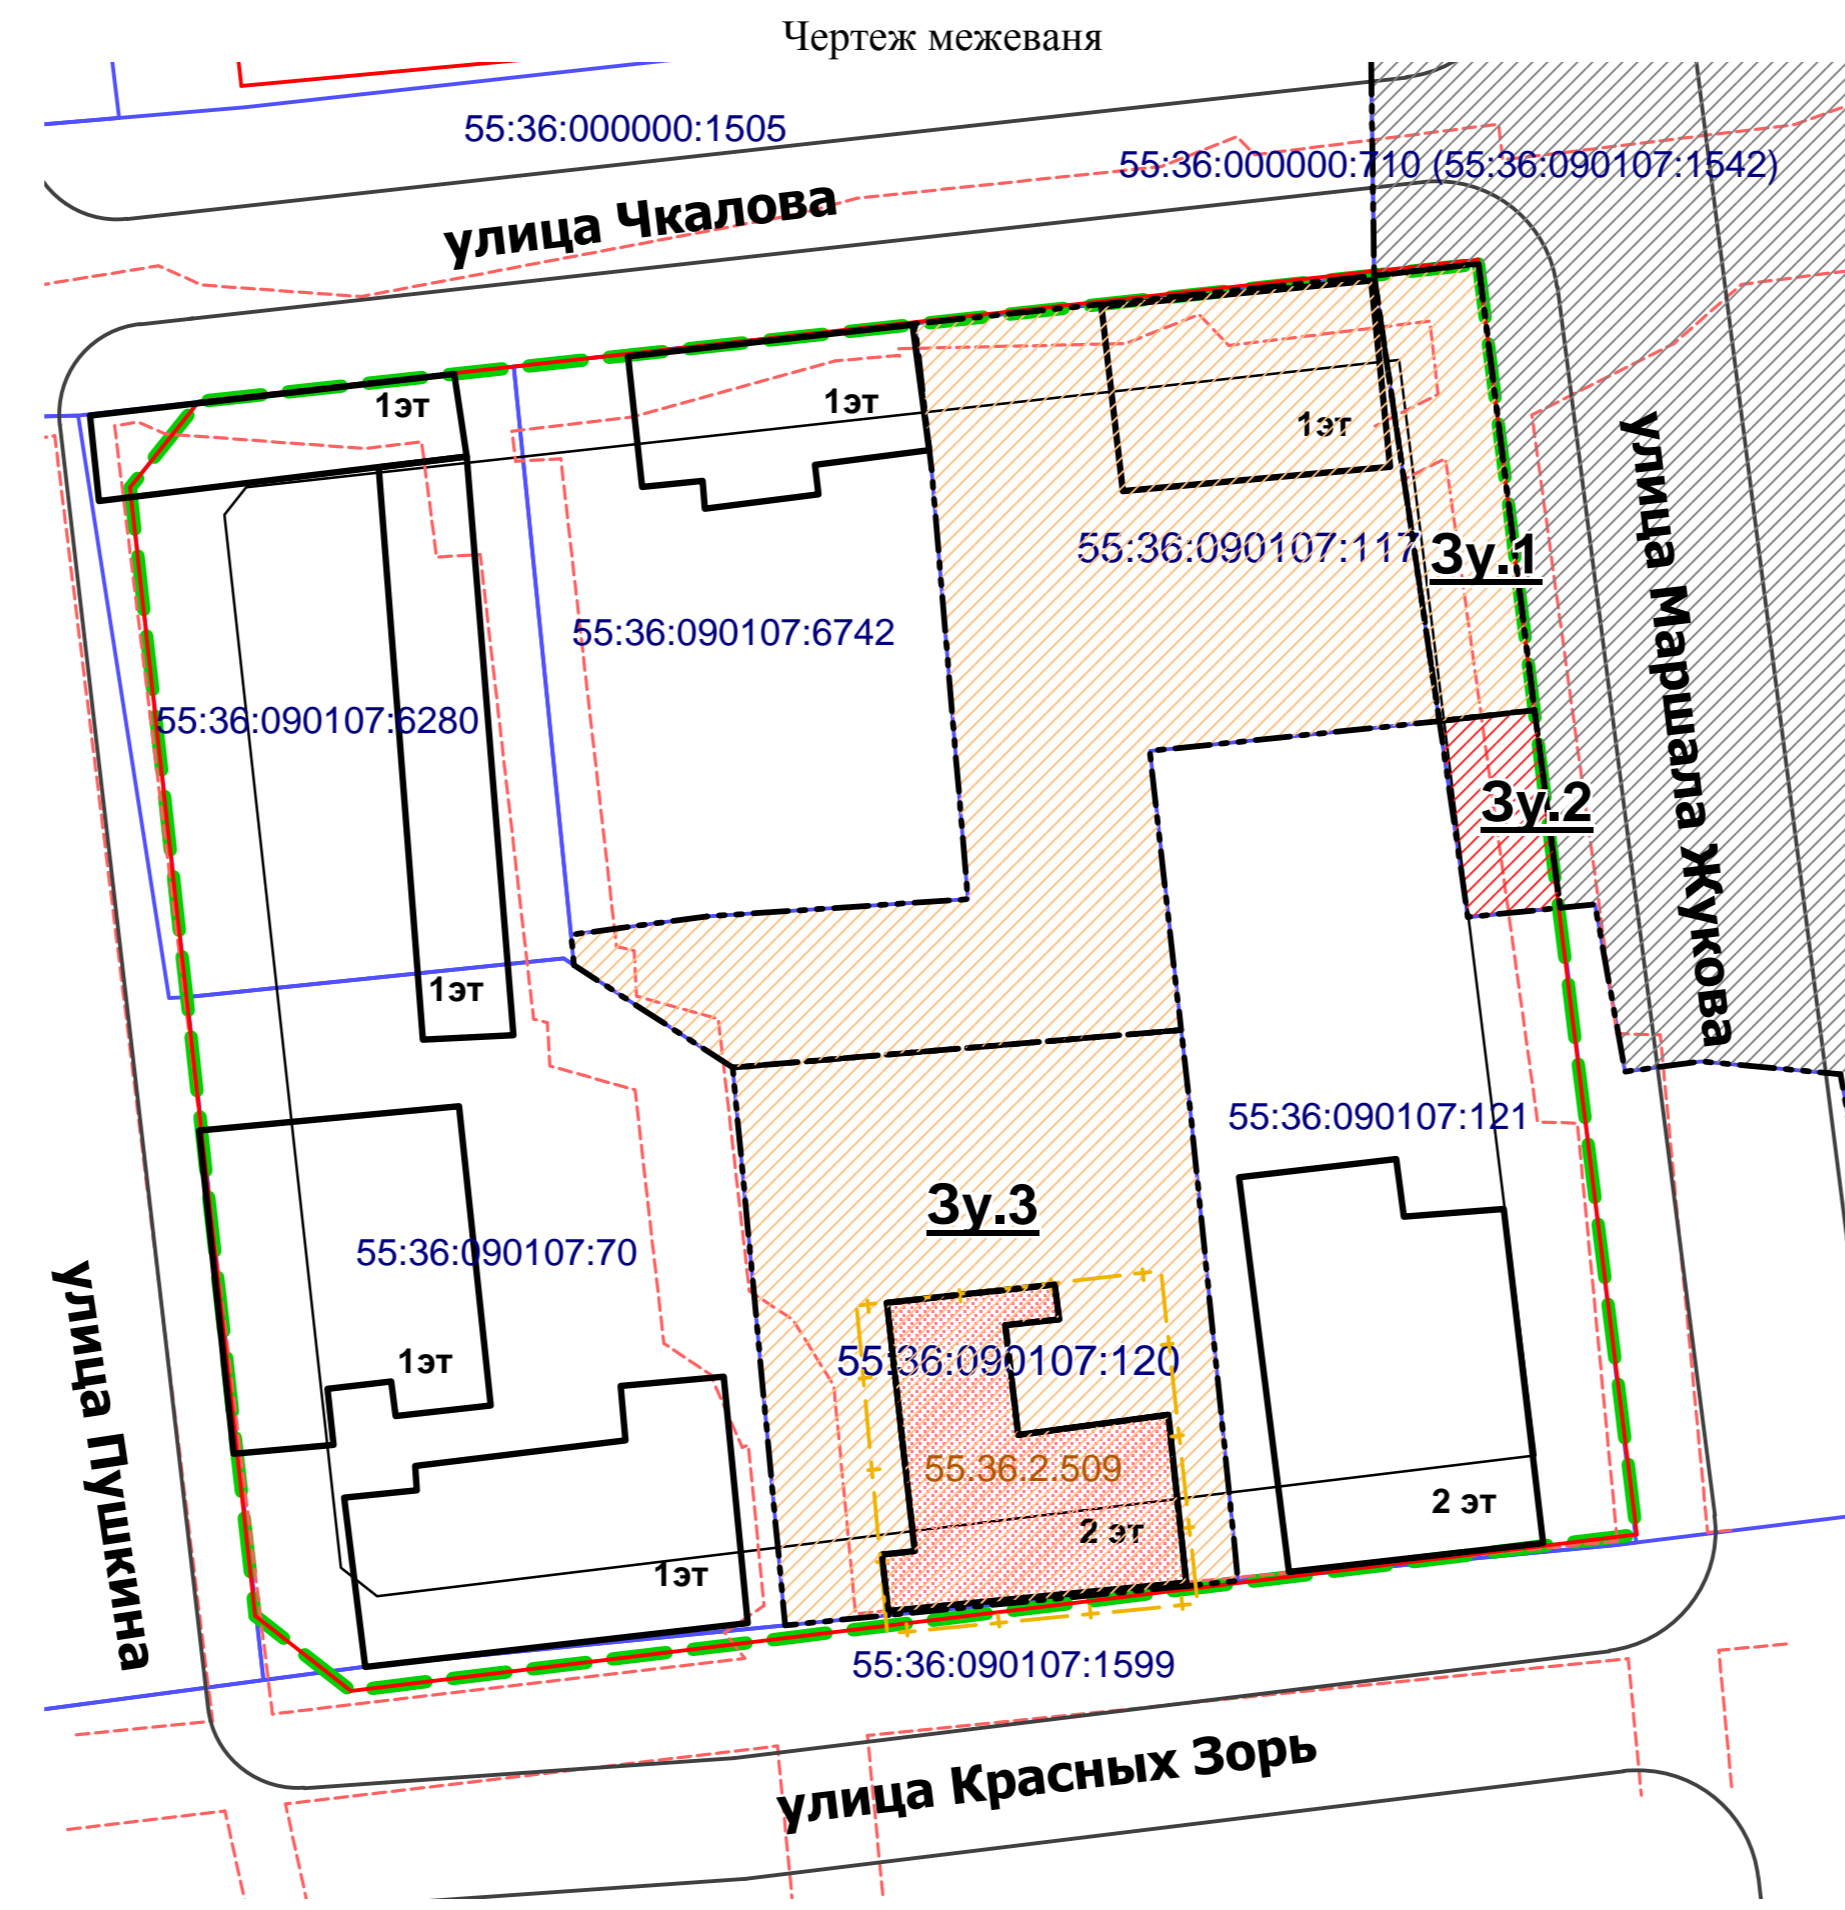 Чертеж межеваня
55:36:000000:1505
55:36:000000:710 (55:36:090107:1542)
улица Чкалова
1эт
1эт
1эт
улица Маршала Жукова
55:36:090107:117
Зу.1
55:36:090107:6742
55:36:090107:6280
Зу.2
1эт
55:36:090107:121
Зу.3
55:36:090107:70
улица Пушкина
1эт
55:36:090107:120
55.36.2.509
2 эт
2 эт
1эт
55:36:090107:1599
улица Красных Зорь